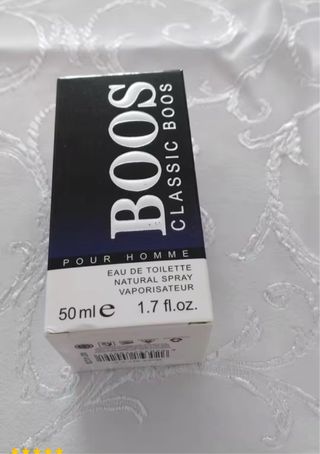 BOOS
CLASSIC BOOS
POUR HOMME
EAU DE TOILETTE
NATURAL SPRAY
VAPORISATEUR
50 ml e 1.7 fl.oz.